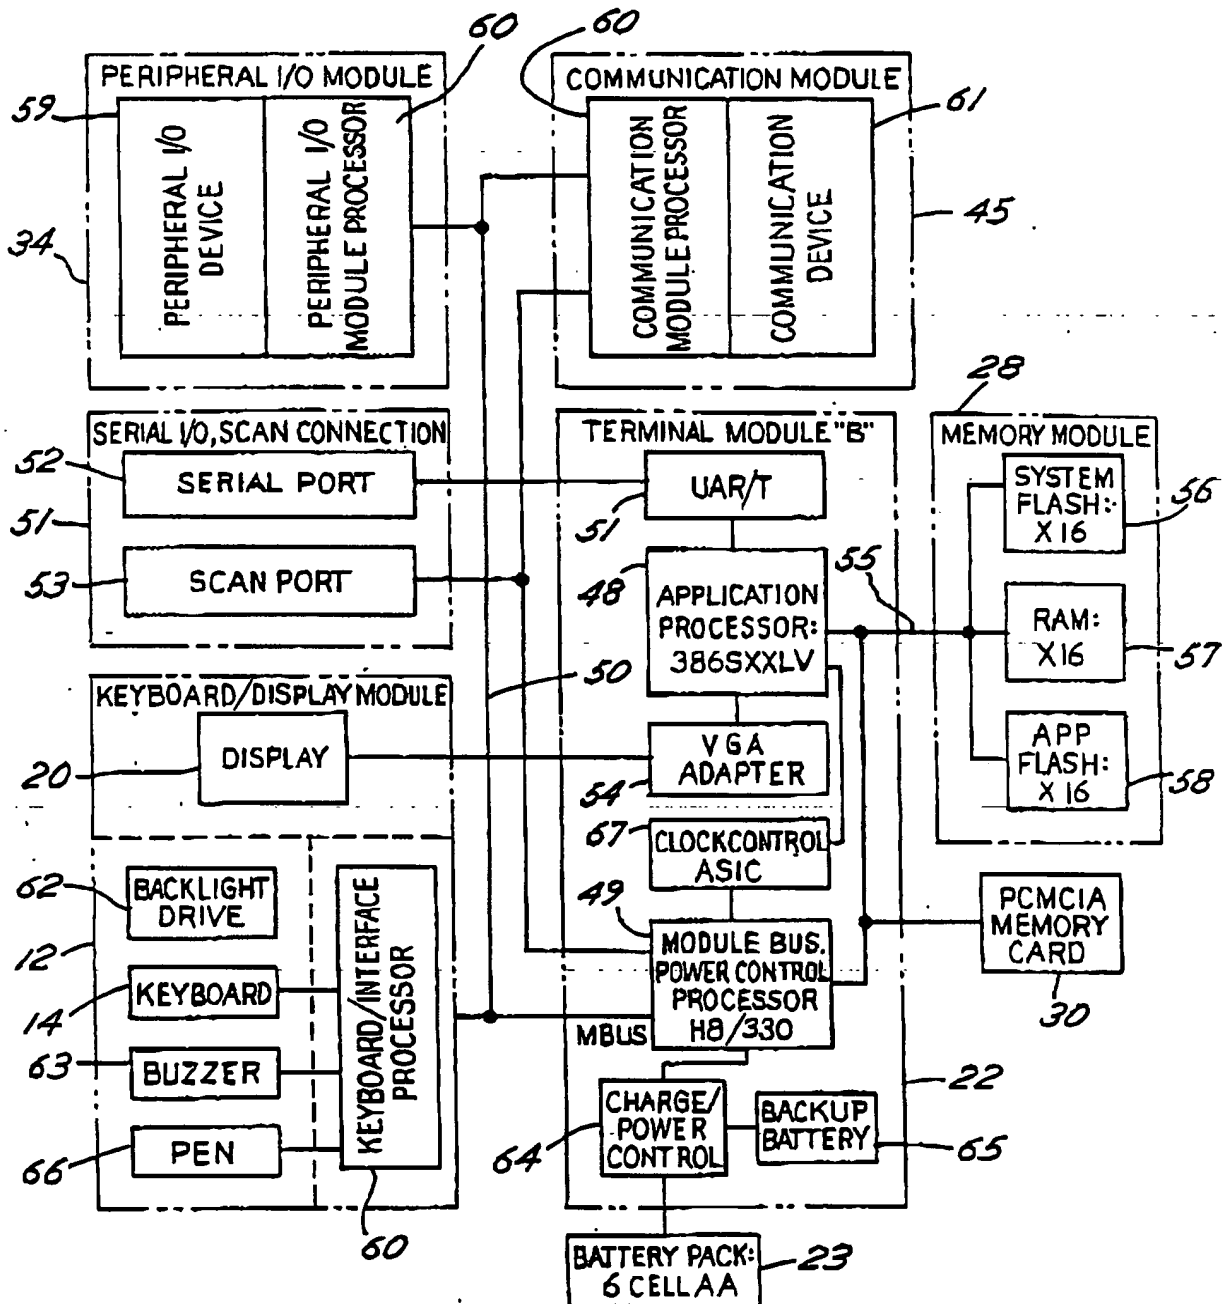 60
60
PERIPHERAL I/O MODULE
COMMUNICATION MODULE
59
61
PERIPHERAL I/O
DEVICE
PERIPHERAL I/O
MODULE PROCESSOR
COMMUNICATION
MODULE PROCESSOR
COMMUNICATION
DEVICE
34
45
28
SERIAL I/O, SCAN CONNECTION
TERMINAL MODULE "B"
MEMORY MODULE
52
SERIAL PORT
UAR/T
SYSTEM
FLASH:
X16
56
51
51
53
SCAN PORT
48
APPLICATION
PROCESSOR:
386SXXLV
55
RAM:
X16
57
50
KEYBOARD/DISPLAY MODULE
20
DISPLAY
VGA
ADAPTER
54
APP
FLASH:
X16
58
67
CLOCKCONTROL
ASIC
62
BACKLIGHT
DRIVE
KEYBOARD/INTERFACE
PROCESSOR
49
MODULE BUS.
POWER CONTROL
PROCESSOR
H8/330
PCMCIA
MEMORY
CARD
30
12
KEYBOARD
14
MBUS
63
BUZZER
22
CHARGE/
POWER
CONTROL
64
BACKUP
BATTERY
65
66
PEN
60
BATTERY PACK:
6 CELL AA
23